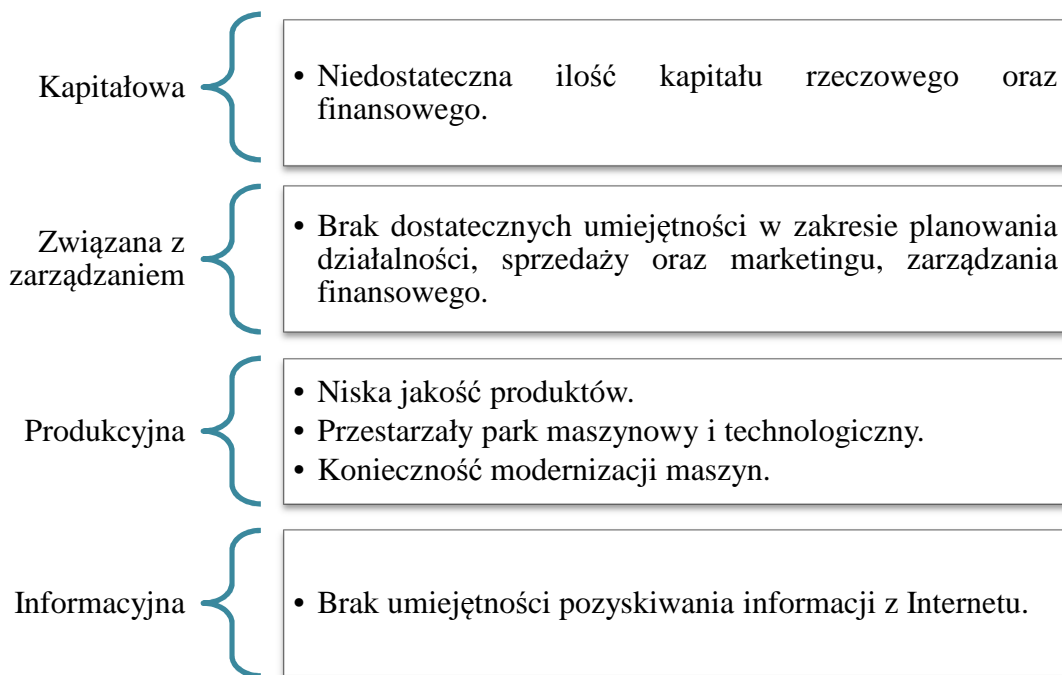 Kapitałowa
• Niedostateczna ilość kapitału rzeczowego oraz
finansowego.
Związana z
zarządzaniem
• Brak dostatecznych umiejętności w zakresie planowania
działalności, sprzedaży oraz marketingu, zarządzania
finansowego.
Produkcyjna
• Niska jakość produktów.
• Przestarzały park maszynowy i technologiczny.
• Konieczność modernizacji maszyn.
Informacyjna
• Brak umiejętności pozyskiwania informacji z Internetu.